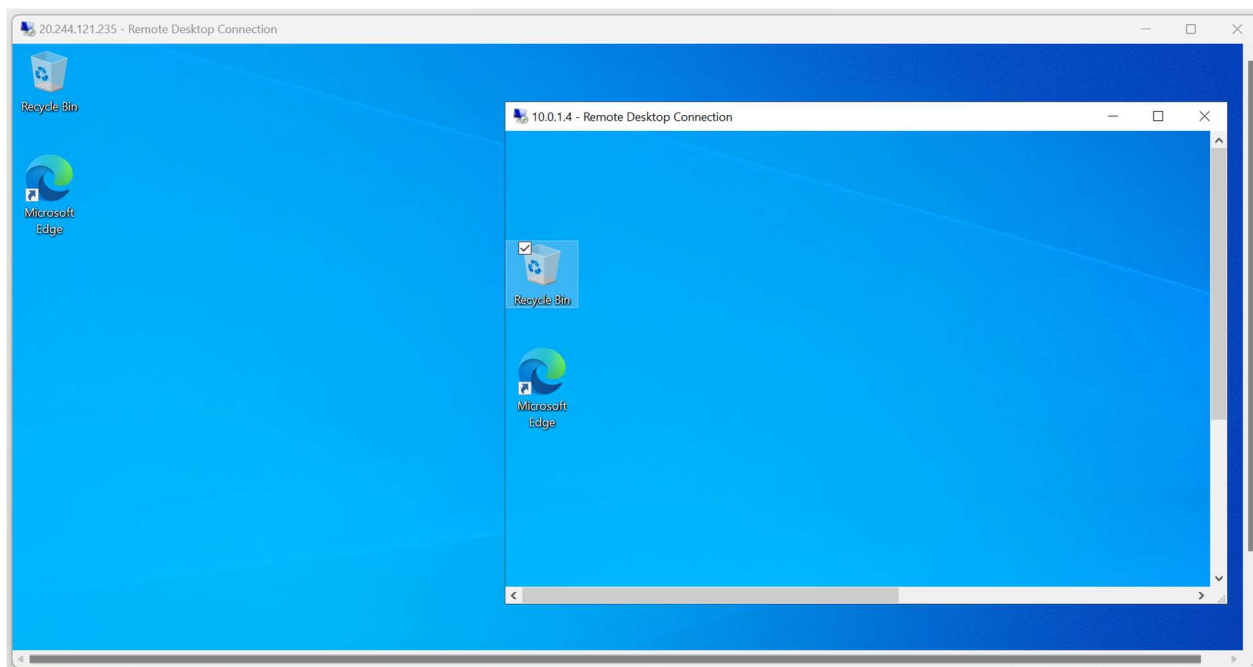 20.244.121.235 - Remote Desktop Connection
Recycle Bin
Microsoft
Edge
10.0.1.4 - Remote Desktop Connection
Recycle Bin
Microsoft
Edge